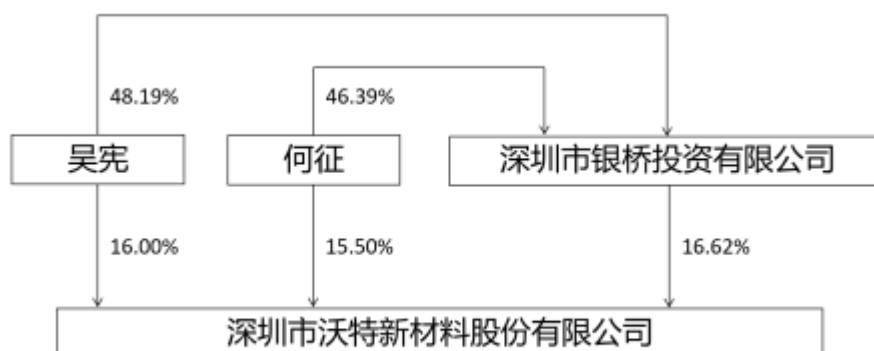 48.19%
46.39%
吴宪
何征
深圳市银桥投资有限公司
16.00%
15.50%
16.62%
深圳市沃特新材料股份有限公司